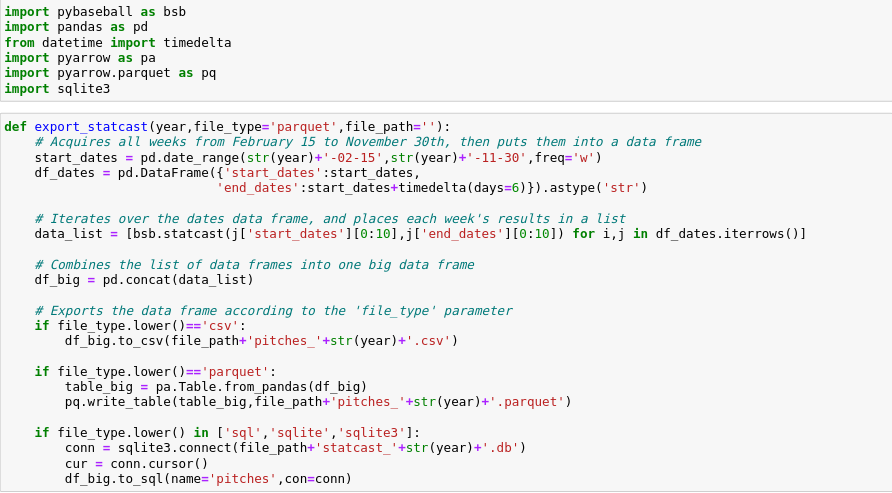 import pybaseball as bsb
import pandas as pd
from datetime import timedelta
import pyarrow as pa
import pyarrow.parquet as pq
import sqlite3
def export_statcast(year,file_type='parquet',file_path=''):
    # Acquires all weeks from February 15 to November 30th, then puts them into a data frame
    start_dates = pd.date_range(str(year)+'-02-15',str(year)+'-11-30',freq='w')
    df_dates = pd.DataFrame({'start_dates':start_dates,
                            'end_dates':start_dates+timedelta(days=6)}).astype('str')
    # Iterates over the dates data frame, and places each week's results in a list
    data_list = [bsb.statcast(j['start_dates'][0:10],j['end_dates'][0:10]) for i,j in df_dates.iterrows()]
    # Combines the list of data frames into one big data frame
    df_big = pd.concat(data_list)
    # Exports the data frame according to the 'file_type' parameter
    if file_type.lower()=='csv':
        df_big.to_csv(file_path+'pitches_'+str(year)+'.csv')
    if file_type.lower()=='parquet':
        table_big = pa.Table.from_pandas(df_big)
        pq.write_table(table_big,file_path+'pitches_'+str(year)+'.parquet')
    if file_type.lower() in ['sql','sqlite','sqlite3']:
        conn = sqlite3.connect(file_path+'statcast_'+str(year)+'.db')
        cur = conn.cursor()
        df_big.to_sql(name='pitches',con=conn)